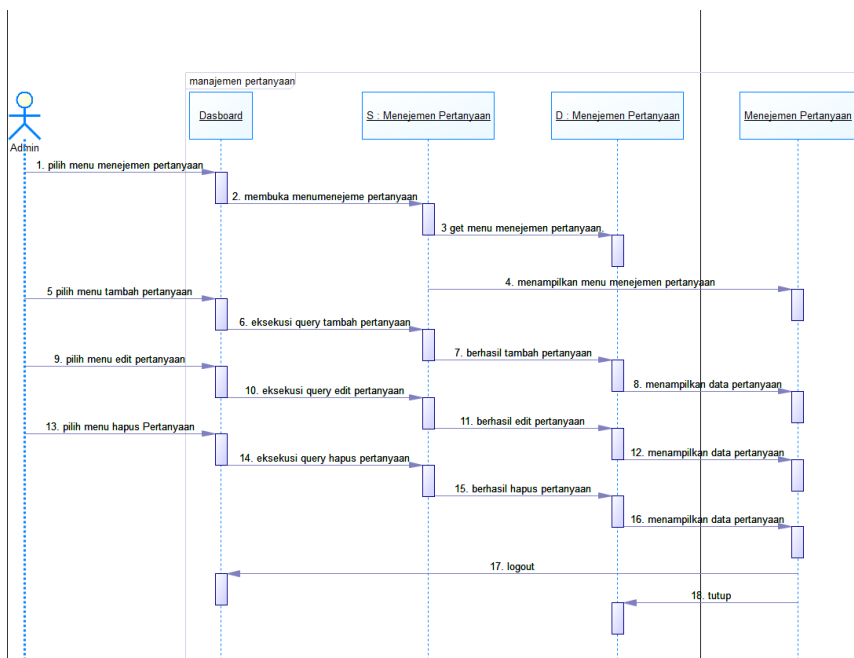 manajemen pertanyaan
Dasboard
S : Menejemen Pertanyaan
D : Menejemen Pertanyaan
Menejemen Pertanyaan
Admin
1. pilih menu menejemen pertanyaan
2. membuka menumenejeme pertanyaan
3 get menu menejemen pertanyaan.
4. menampilkan menu menejemen pertanyaan
5 pilih menu tambah pertanyaan
6. eksekusi query tambah pertanyaan
7. berhasil tambah pertanyaan
9. pilih menu edit pertanyaan
8. menampilkan data pertanyaan
10. eksekusi query edit pertanyaan
11. berhasil edit pertanyaan
13. pilih menu hapus Pertanyaan
12. menampilkan data pertanyaan
14. eksekusi query hapus pertanyaan
15. berhasil hapus pertanyaan
16. menampilkan data pertanyaan
17. logout
18. tutup